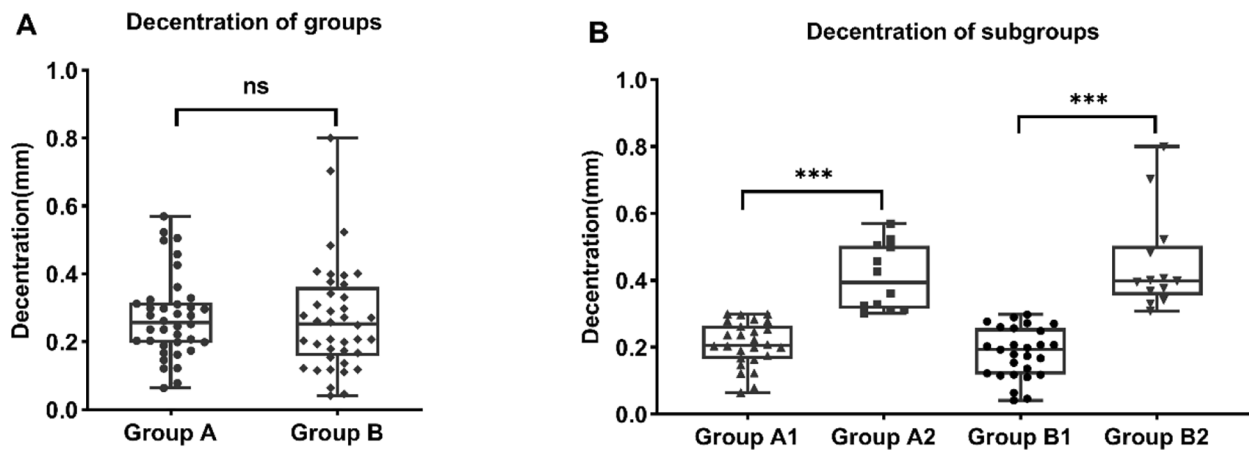 A
Decentration of groups
ns
Decentration(mm)
1.0
0.8
0.6
0.4
0.2
0.0
Group A
Group B
B
Decentration of subgroups
***
***
Decentration(mm)
1.0
0.8
0.6
0.4
0.2
0.0
Group A1
Group A2
Group B1
Group B2